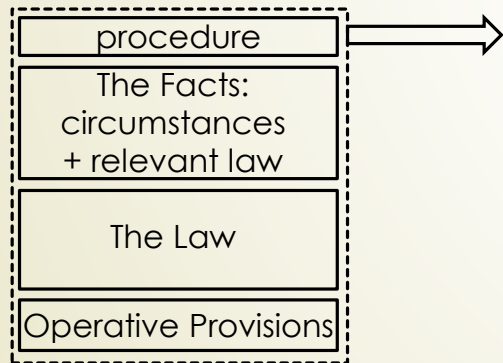 procedure
The Facts:
circumstances
+ relevant law
The Law
Operative Provisions